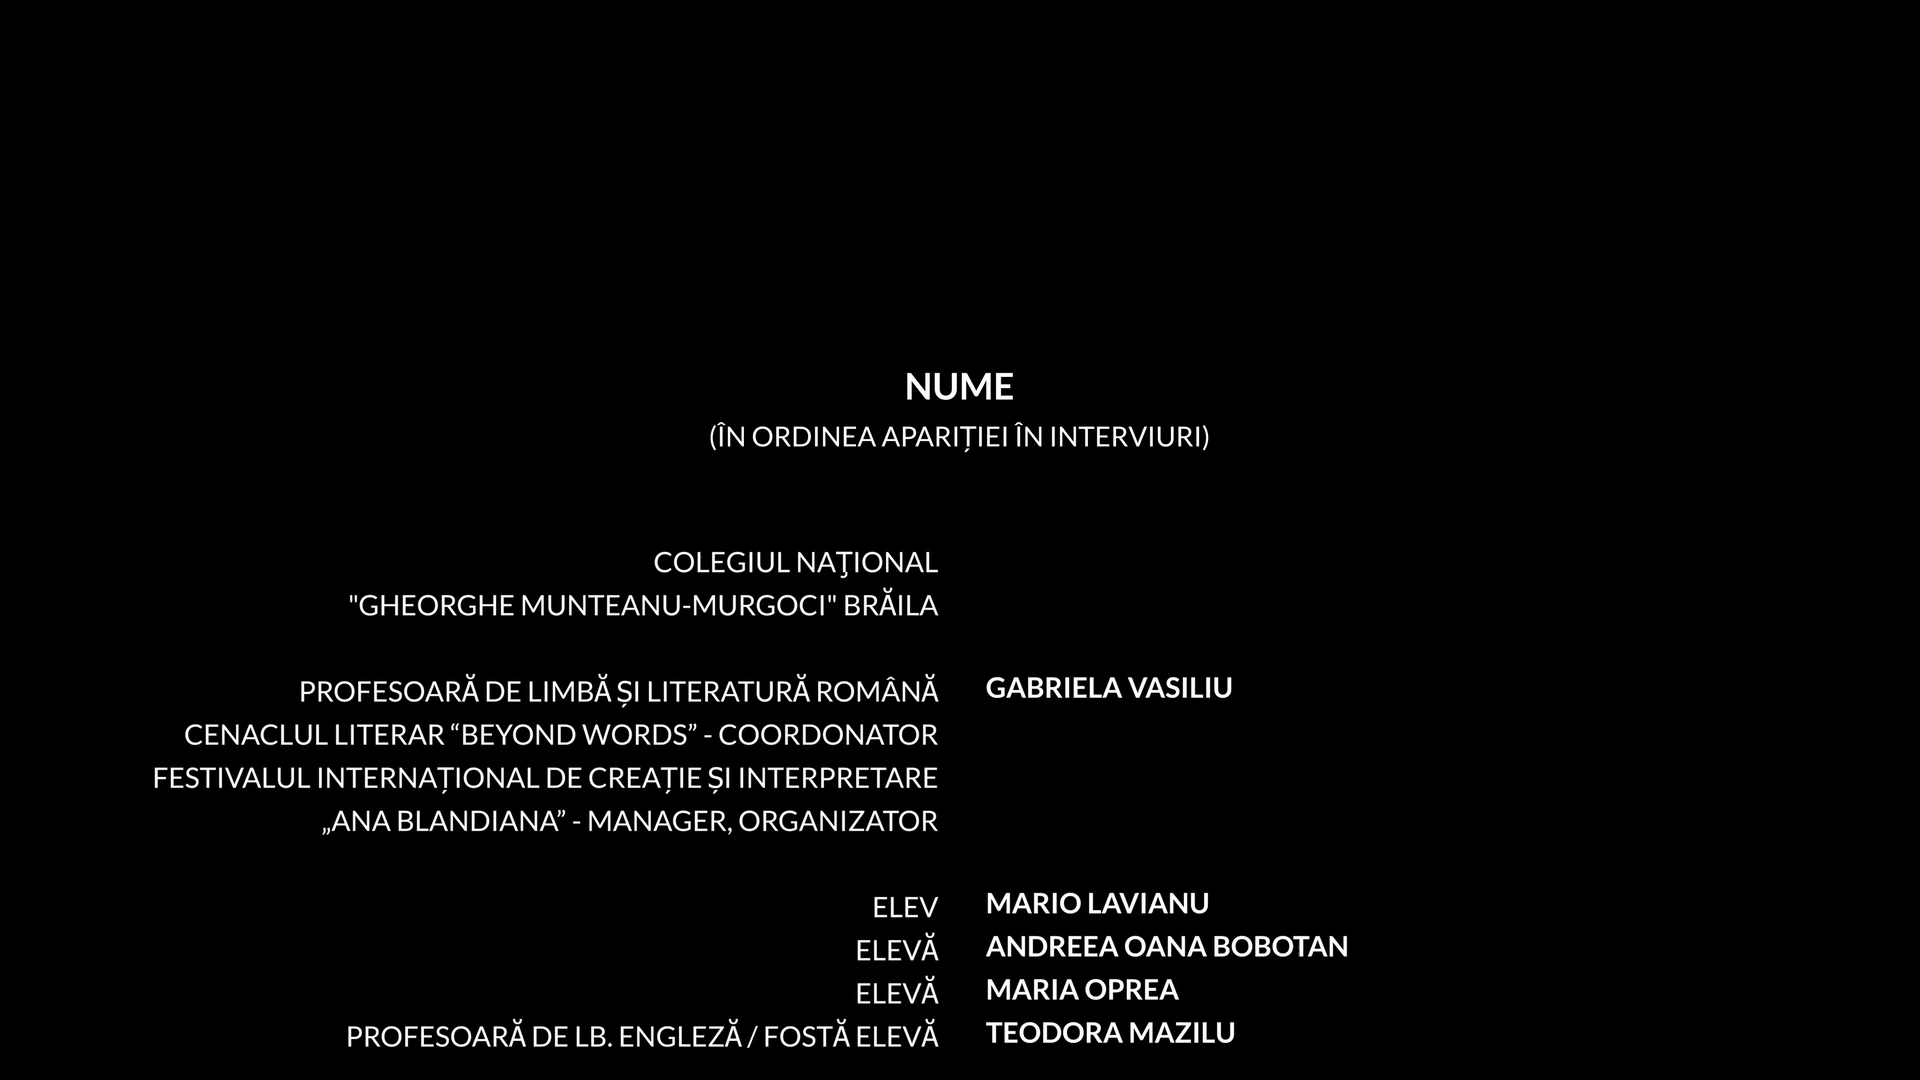 NUME
(ÎN ORDINEA APARIȚIEI ÎN INTERVIURI)
COLEGIUL NAŢIONAL
"GHEORGHE MUNTEANU-MURGOCI" BRĂILA
PROFESOARĂ DE LIMBĂ ȘI LITERATURĂ ROMÂNĂ GABRIELA VASILIU
CENACLUL LITERAR “BEYOND WORDS” - COORDONATOR
FESTIVALUL INTERNAȚIONAL DE CREAȚIE ȘI INTERPRETARE
„ANA BLANDIANA” - MANAGER, ORGANIZATOR
ELEV MARIO LAVIANU
ELEVĂ ANDREEA OANA BOBOTAN
ELEVĂ MARIA OPREA
PROFESOARĂ DE LB. ENGLEZĂ / FOSTĂ ELEVĂ TEODORA MAZILU